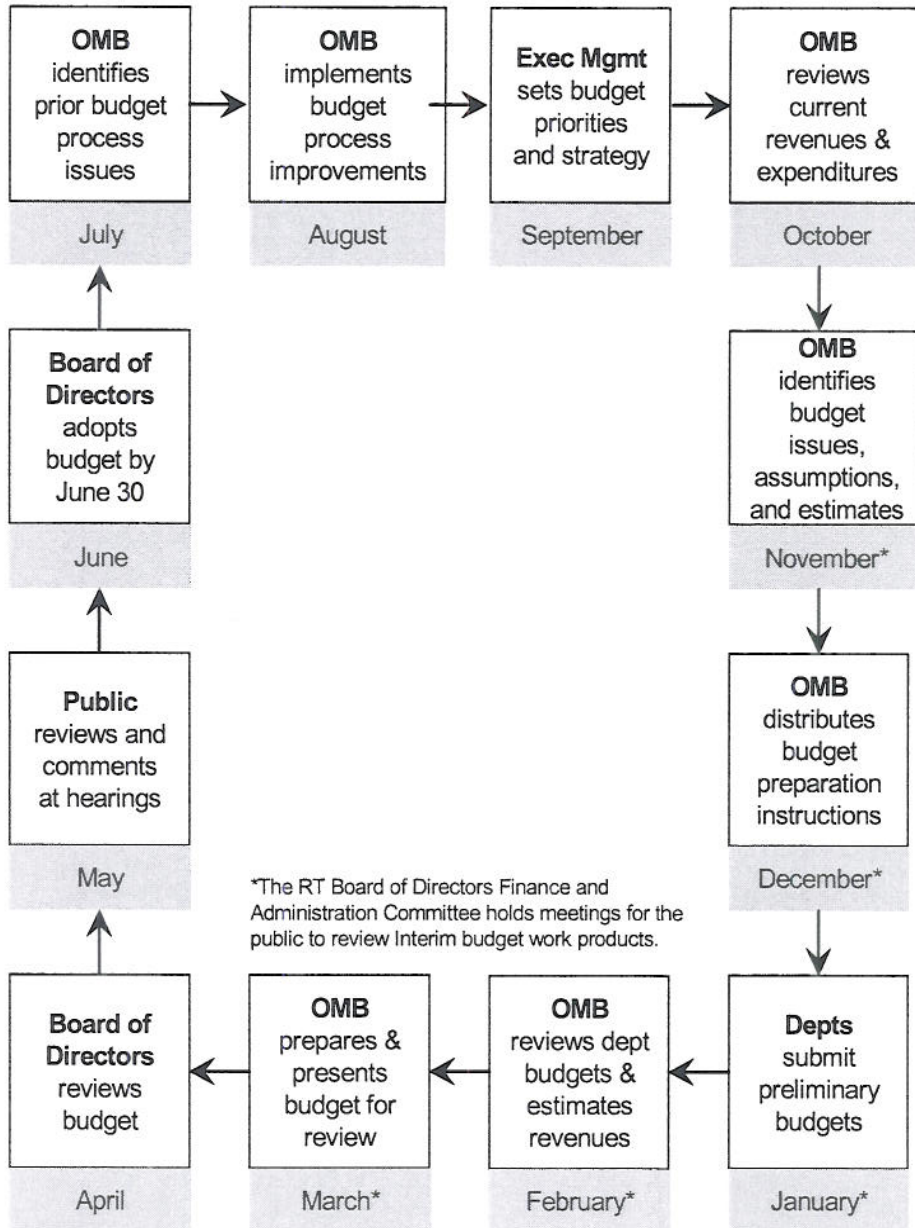 OMB
identifies
prior budget
process
issues
July
OMB
implements
budget
process
improvements
August
Exec Mgmt
sets budget
priorities
and strategy
September
OMB
reviews
current
revenues &
expenditures
October
OMB
identifies
budget
issues,
assumptions,
and estimates
November*
OMB
distributes
budget
preparation
instructions
December*
Depts
submit
preliminary
budgets
January*
OMB
reviews dept
budgets &
estimates
revenues
February*
OMB
prepares &
presents
budget for
review
March*
Board of
Directors
reviews
budget
April
Public
reviews and
comments
at hearings
May
Board of
Directors
adopts
budget by
June 30
June
*The RT Board of Directors Finance and
Administration Committee holds meetings for the
public to review Interim budget work products.